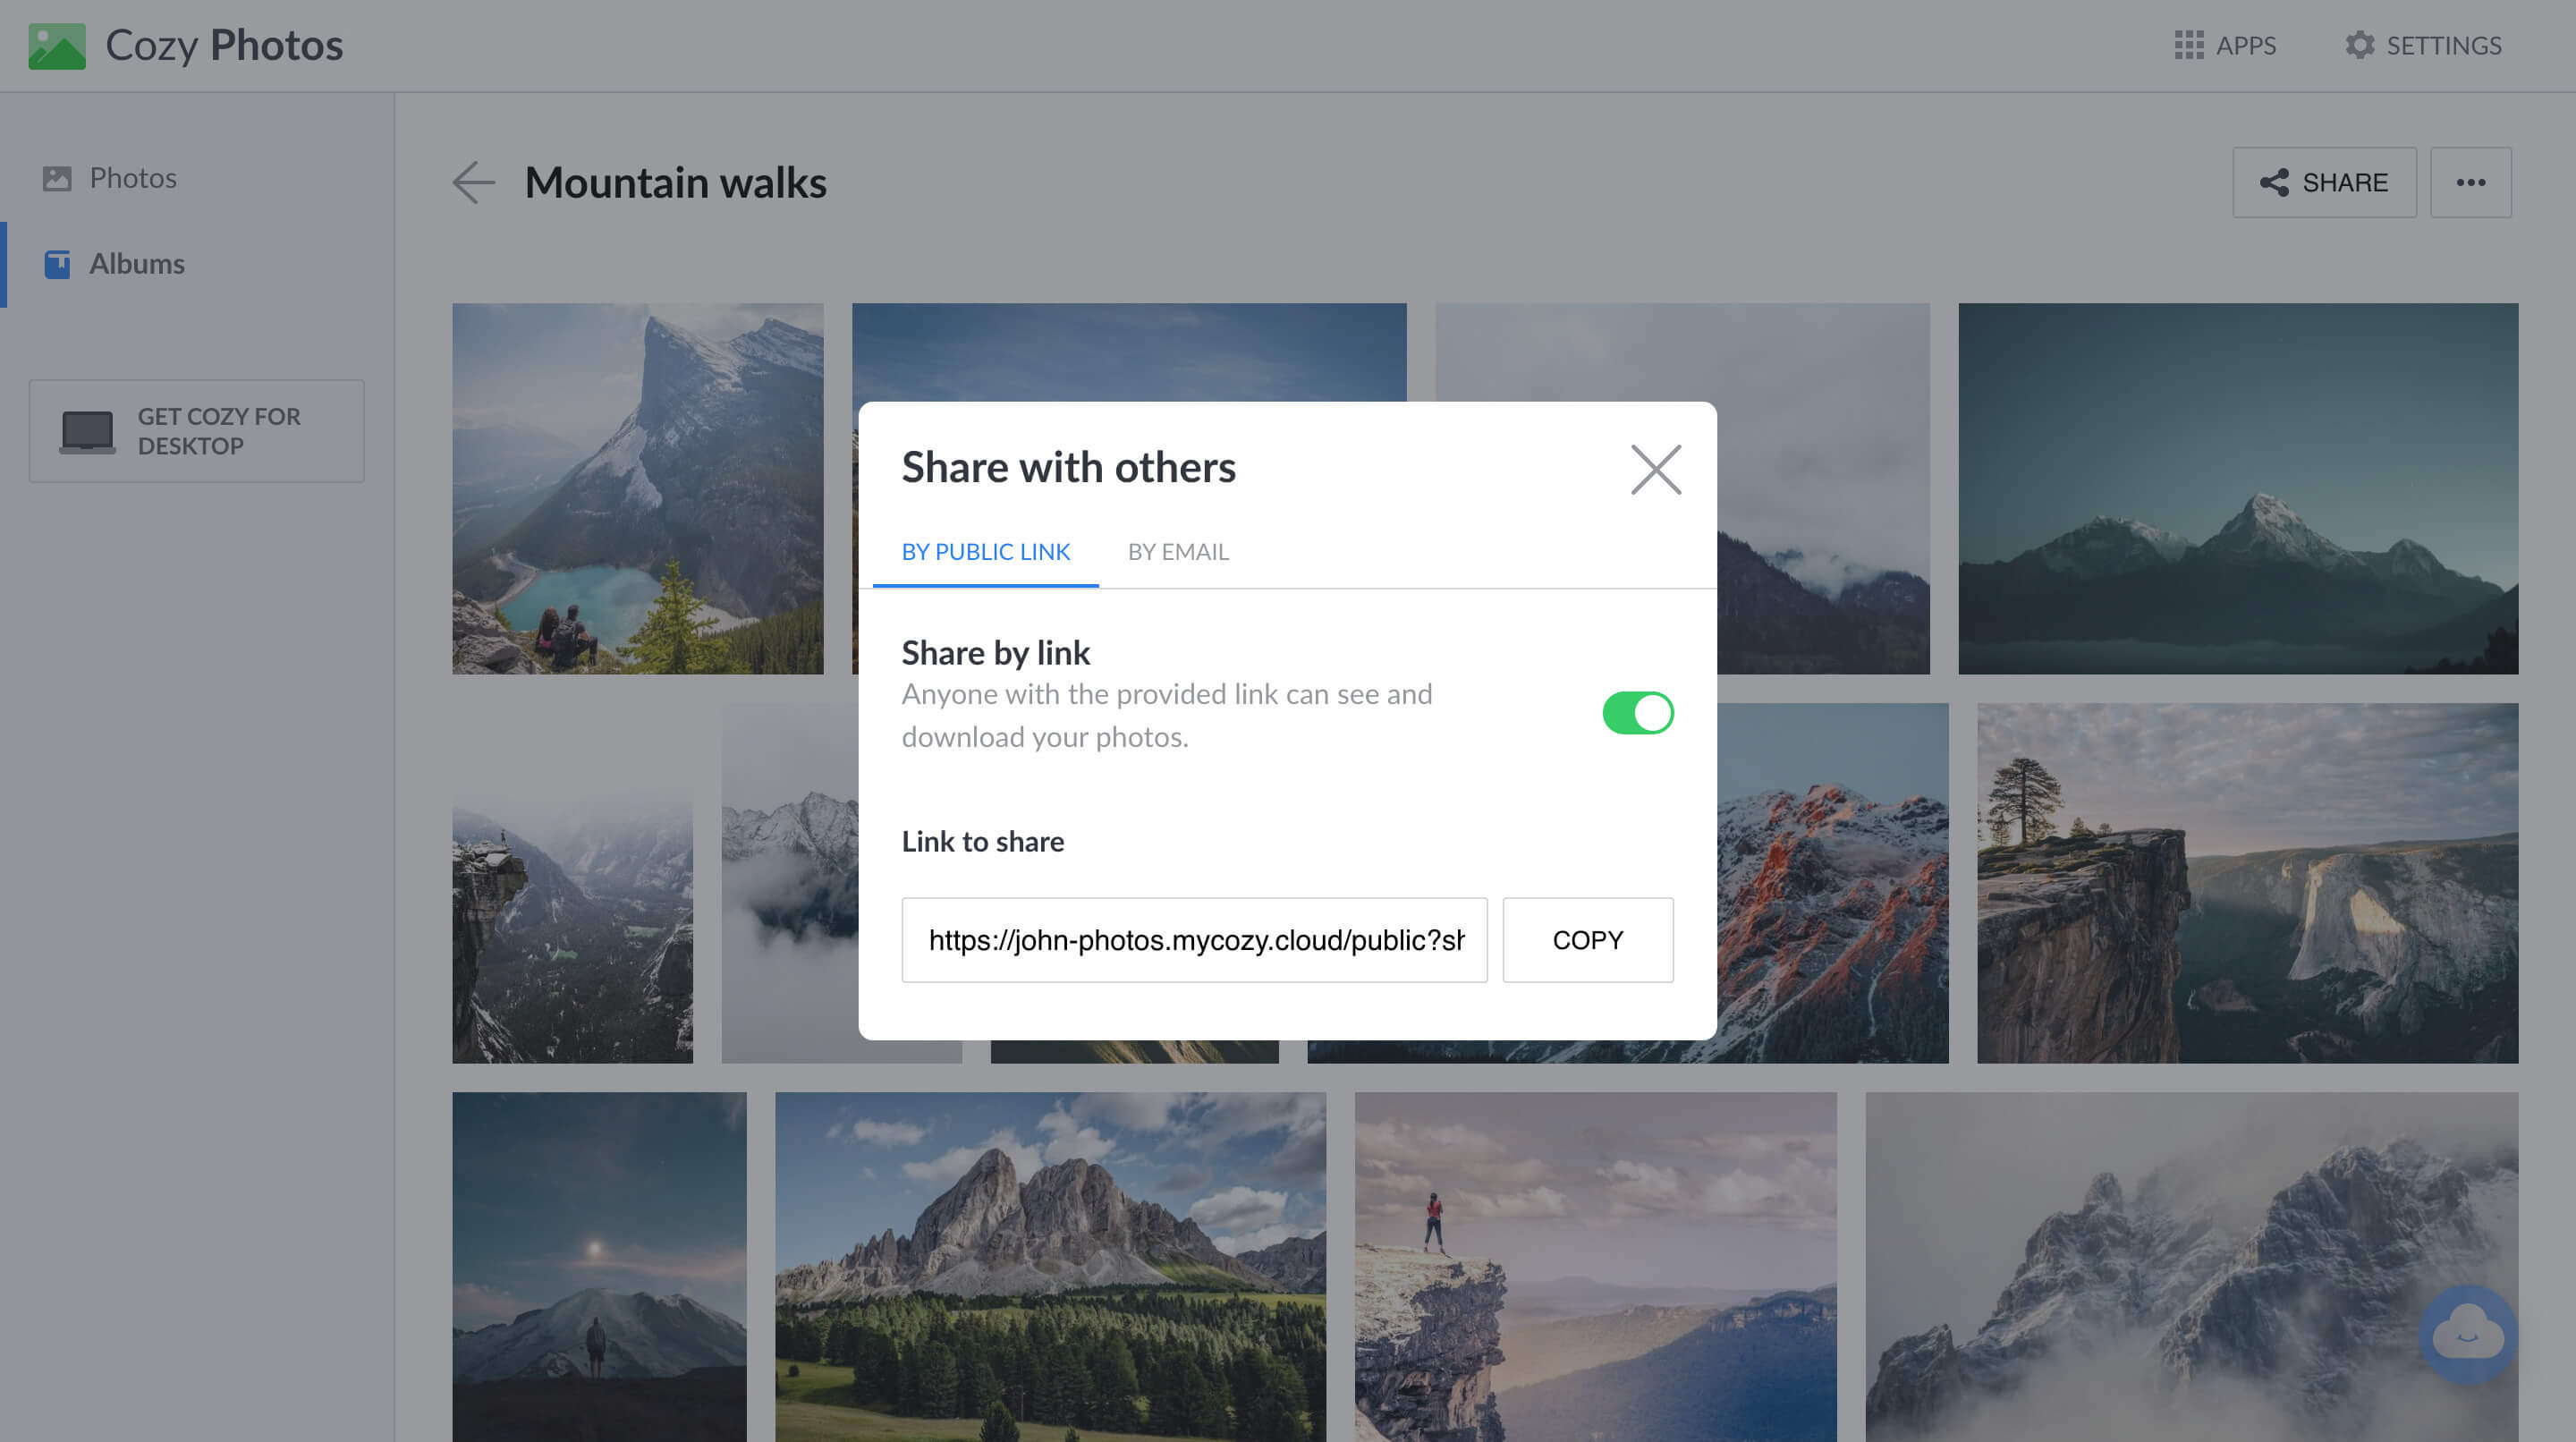 Cozy Photos
APPS
SETTINGS
Photos
Albums
GET COZY FOR
DESKTOP
Mountain walks
SHARE
Share with others
BY PUBLIC LINK
BY EMAIL
Share by link
Anyone with the provided link can see and
download your photos.
Link to share
https://john-photos.mycozy.cloud/public?sh
COPY